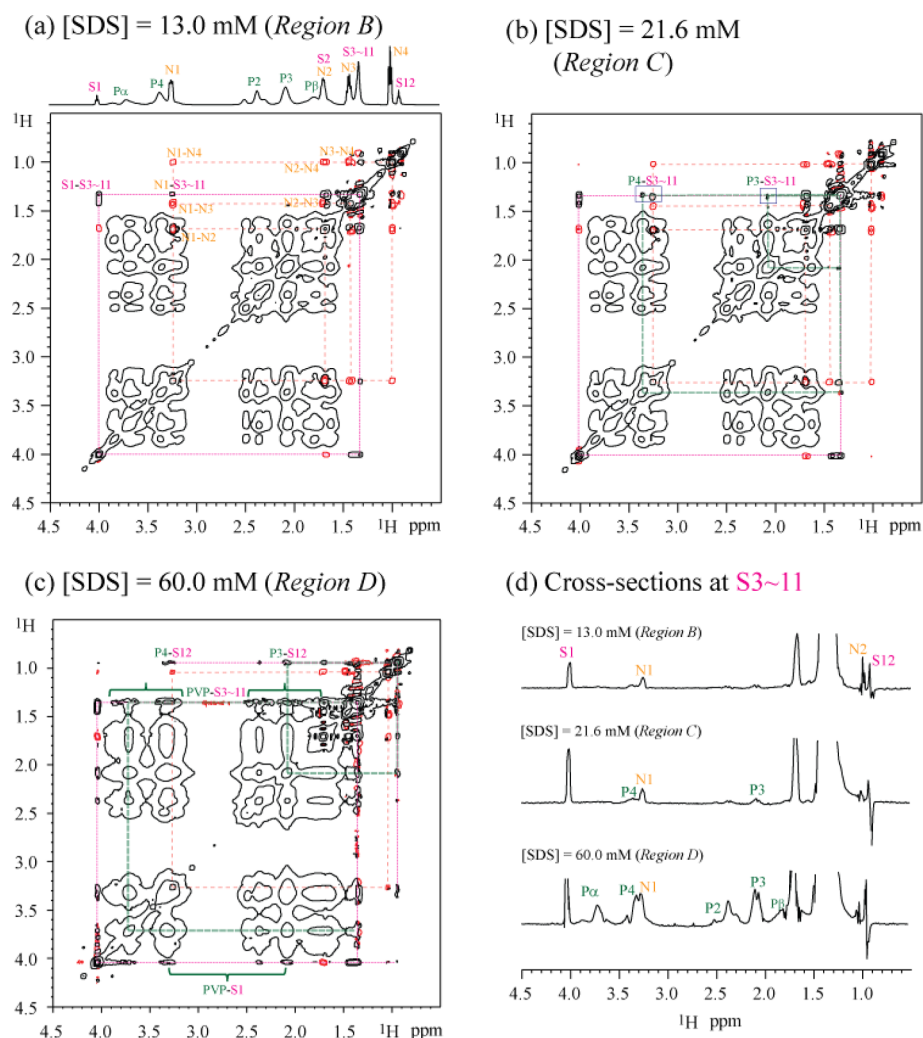 (a) [SDS] = 13.0 mM (Region B)
S1 Pα P4 N1 P2 P3 Pβ S2 N2 N3 S3~11 N4 S12
¹H
1.0
1.5
2.0
2.5
3.0
3.5
4.0
4.5
N1-N4
N3-N4
N2-N4
S1-S3~11
N1-S3~11
N1-N3
N2-N3
N1-N2
4.5 4.0 3.5 3.0 2.5 2.0 1.5 ¹H ppm
(b) [SDS] = 21.6 mM
(Region C)
¹H
1.0
1.5
2.0
2.5
3.0
3.5
4.0
4.5
P4-S3~11 P3-S3~11
4.5 4.0 3.5 3.0 2.5 2.0 1.5 ¹H ppm
(c) [SDS] = 60.0 mM (Region D)
¹H
1.0
1.5
2.0
2.5
3.0
3.5
4.0
4.5
P4-S12 P3-S12
PVP-S3~11
PVP-S1
4.5 4.0 3.5 3.0 2.5 2.0 1.5 ¹H ppm
(d) Cross-sections at S3~11
[SDS] = 13.0 mM (Region B)
S1 N1 N2 S12
[SDS] = 21.6 mM (Region C)
P4 N1 P3
[SDS] = 60.0 mM (Region D)
Pα P4 N1 P2 P3 Pβ
4.5 4.0 3.5 3.0 2.5 2.0 1.5 1.0
¹H ppm